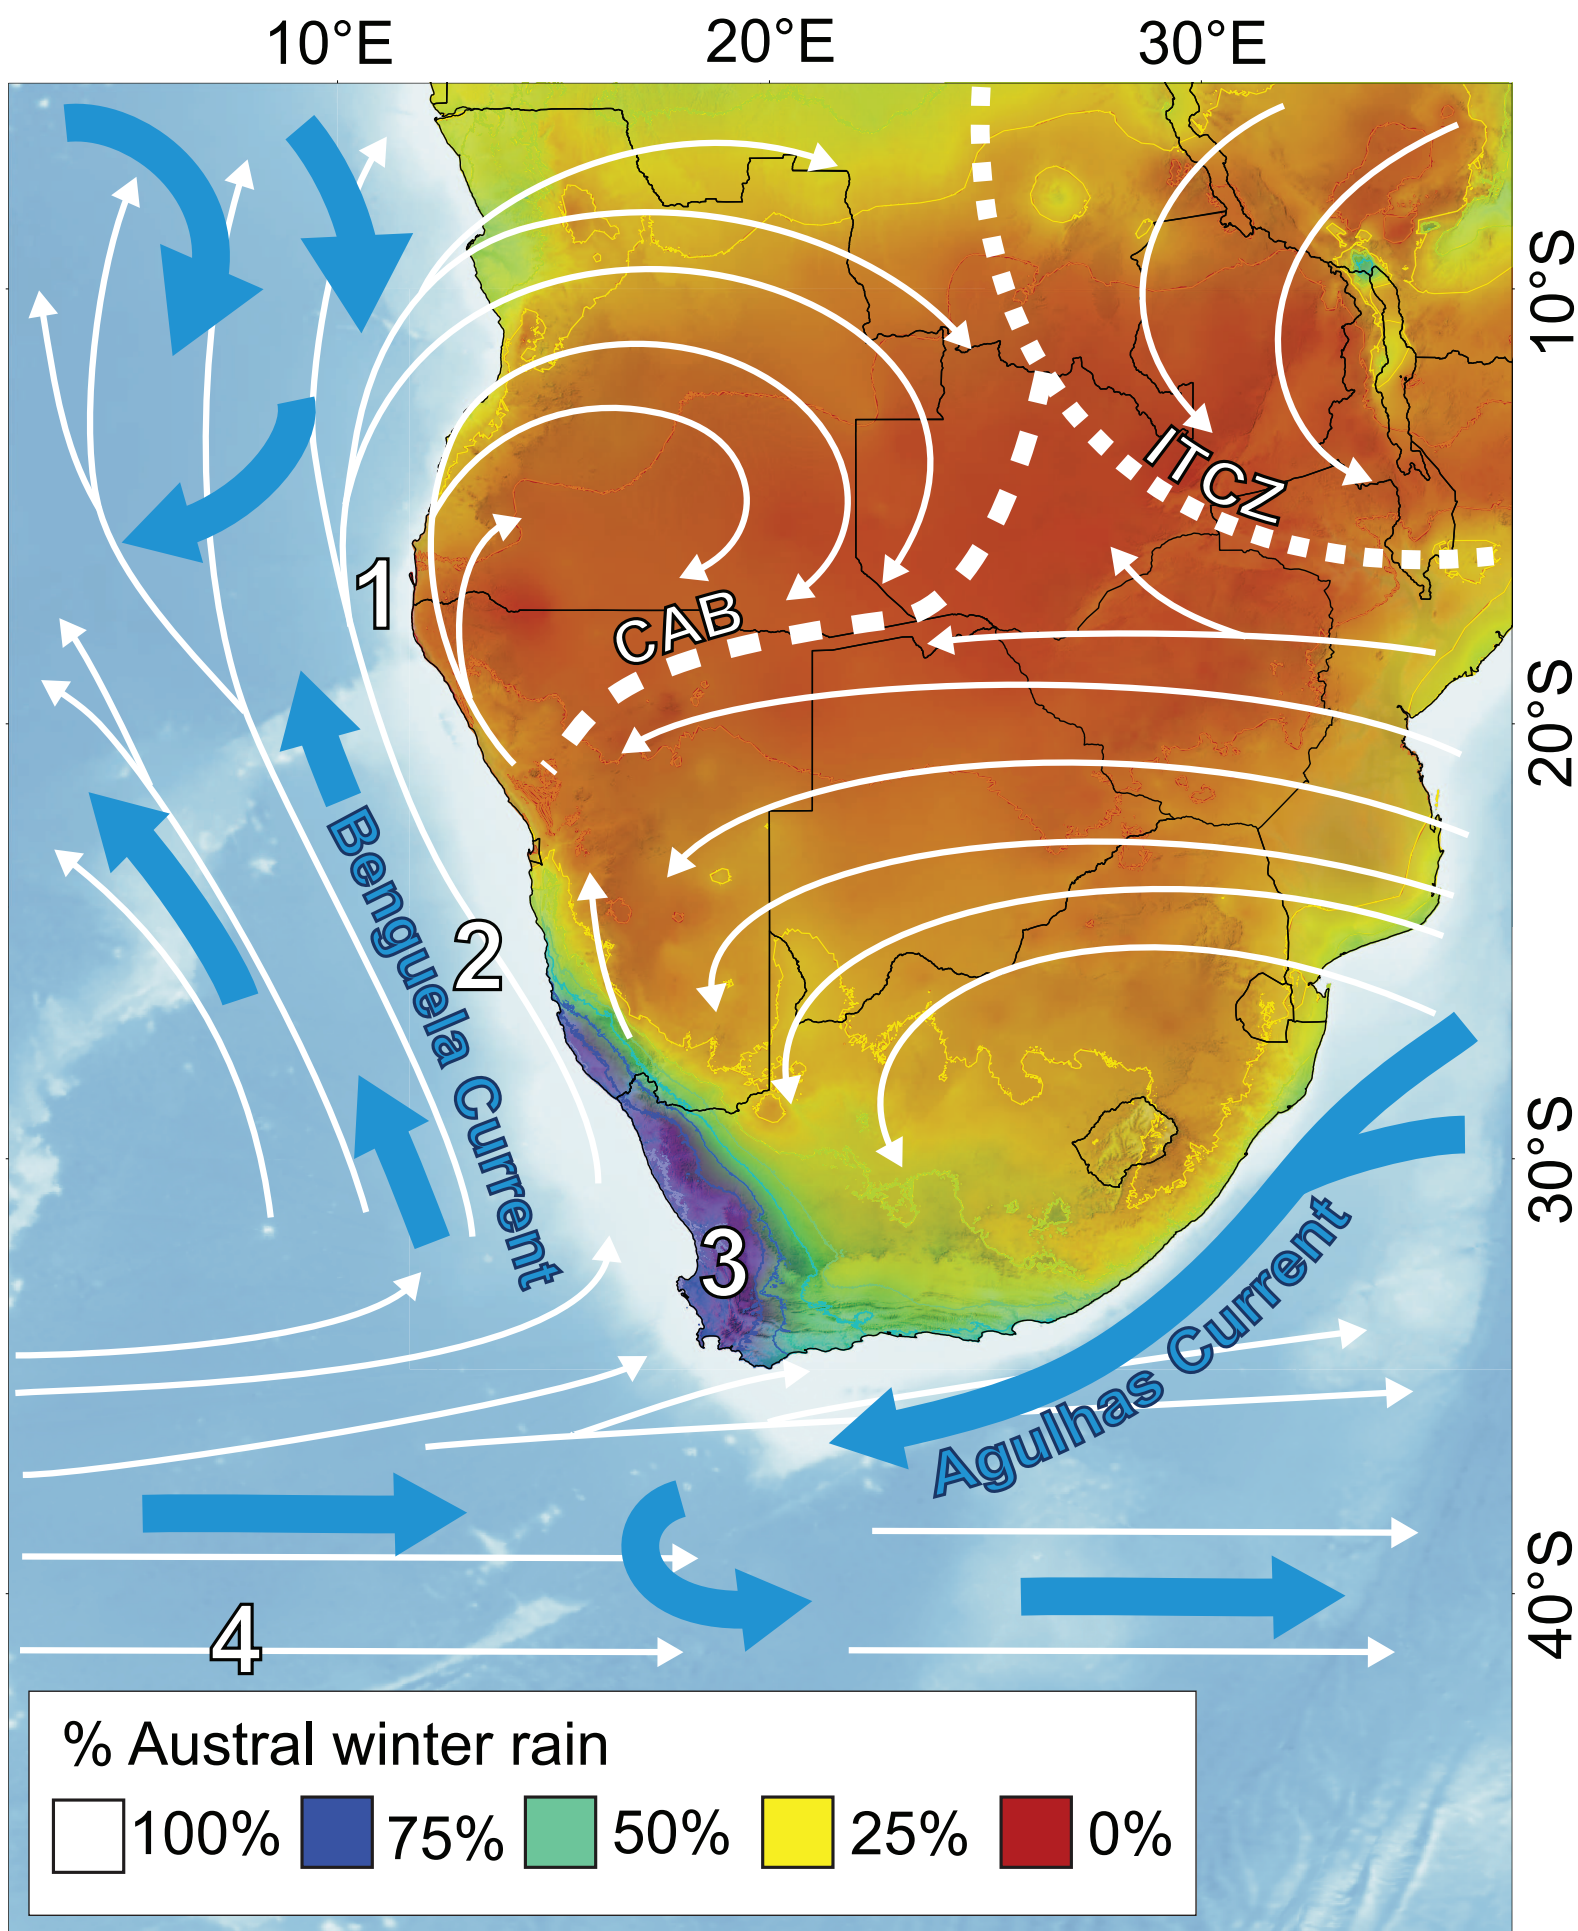 10°E 20°E 30°E
10°S
ITCZ
1
CAB
20°S
Benguela Current
2
30°S
3
Agulhas Current
40°S
4
% Austral winter rain
100% 75% 50% 25% 0%